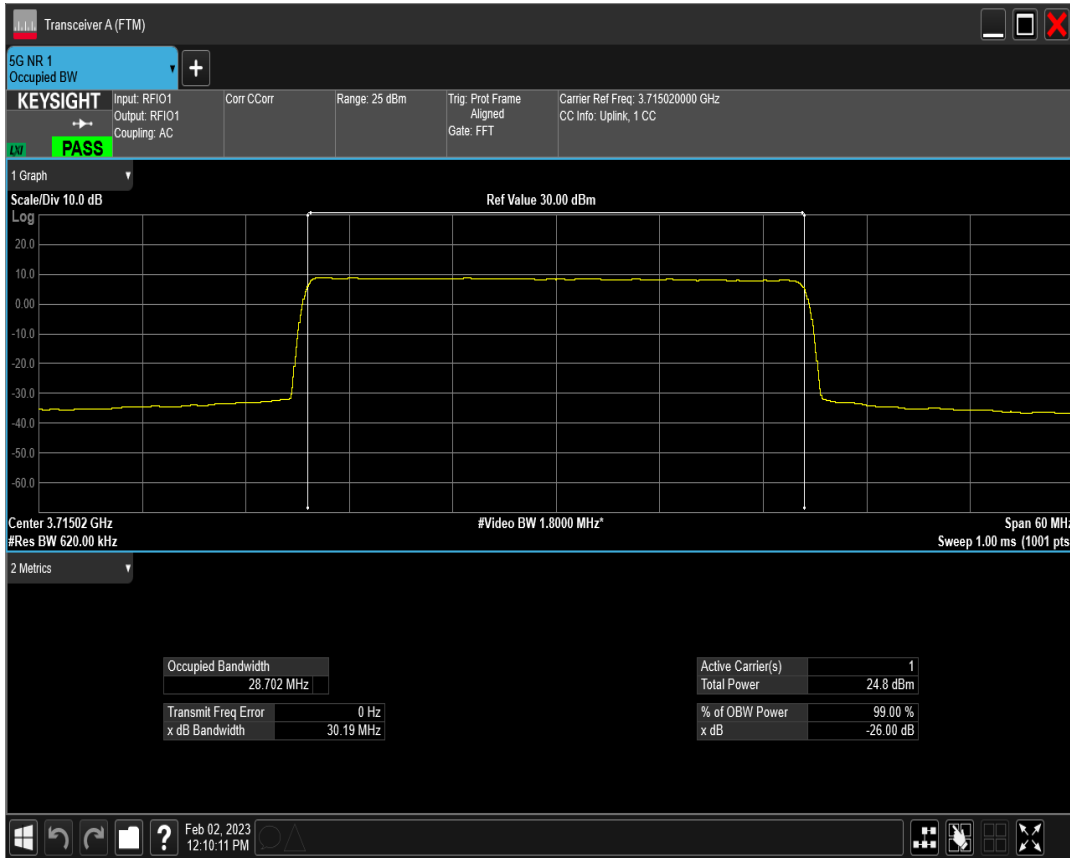 Transceiver A (FTM)
5G NR 1
Occupied BW
+
KEYSIGHT
LXI
PASS
Input: RFIO1
Output: RFIO1
Coupling: AC
Corr CCorr
Range: 25 dBm
Trig: Prot Frame
Aligned
Gate: FFT
Carrier Ref Freq: 3.715020000 GHz
CC Info: Uplink, 1 CC
1 Graph
Scale/Div 10.0 dB
Ref Value 30.00 dBm
Log
20.0
10.0
0.00
-10.0
-20.0
-30.0
-40.0
-50.0
-60.0
Center 3.71502 GHz
#Video BW 1.8000 MHz*
Span 60 MHz
#Res BW 620.00 kHz
Sweep 1.00 ms (1001 pts
2 Metrics
Occupied Bandwidth
28.702 MHz
Transmit Freq Error 0 Hz
x dB Bandwidth 30.19 MHz
Active Carrier(s) 1
Total Power 24.8 dBm
% of OBW Power 99.00 %
x dB -26.00 dB
?
Feb 02, 2023
12:10:11 PM